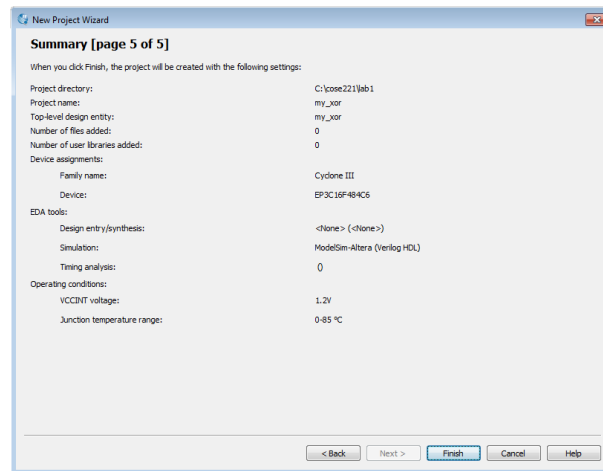 New Project Wizard
Summary [page 5 of 5]
When you click Finish, the project will be created with the following settings:
Project directory: C:\cose221\lab1
Project name: my_xor
Top-level design entity: my_xor
Number of files added: 0
Number of user libraries added: 0
Device assignments:
Family name: Cyclone III
Device: EP3C16F484C6
EDA tools:
Design entry/synthesis: <None> (<None>)
Simulation: ModelSim-Altera (Verilog HDL)
Timing analysis: ()
Operating conditions:
VCCINT voltage: 1.2V
Junction temperature range: 0-85 ºC
< Back Next > Finish Cancel Help